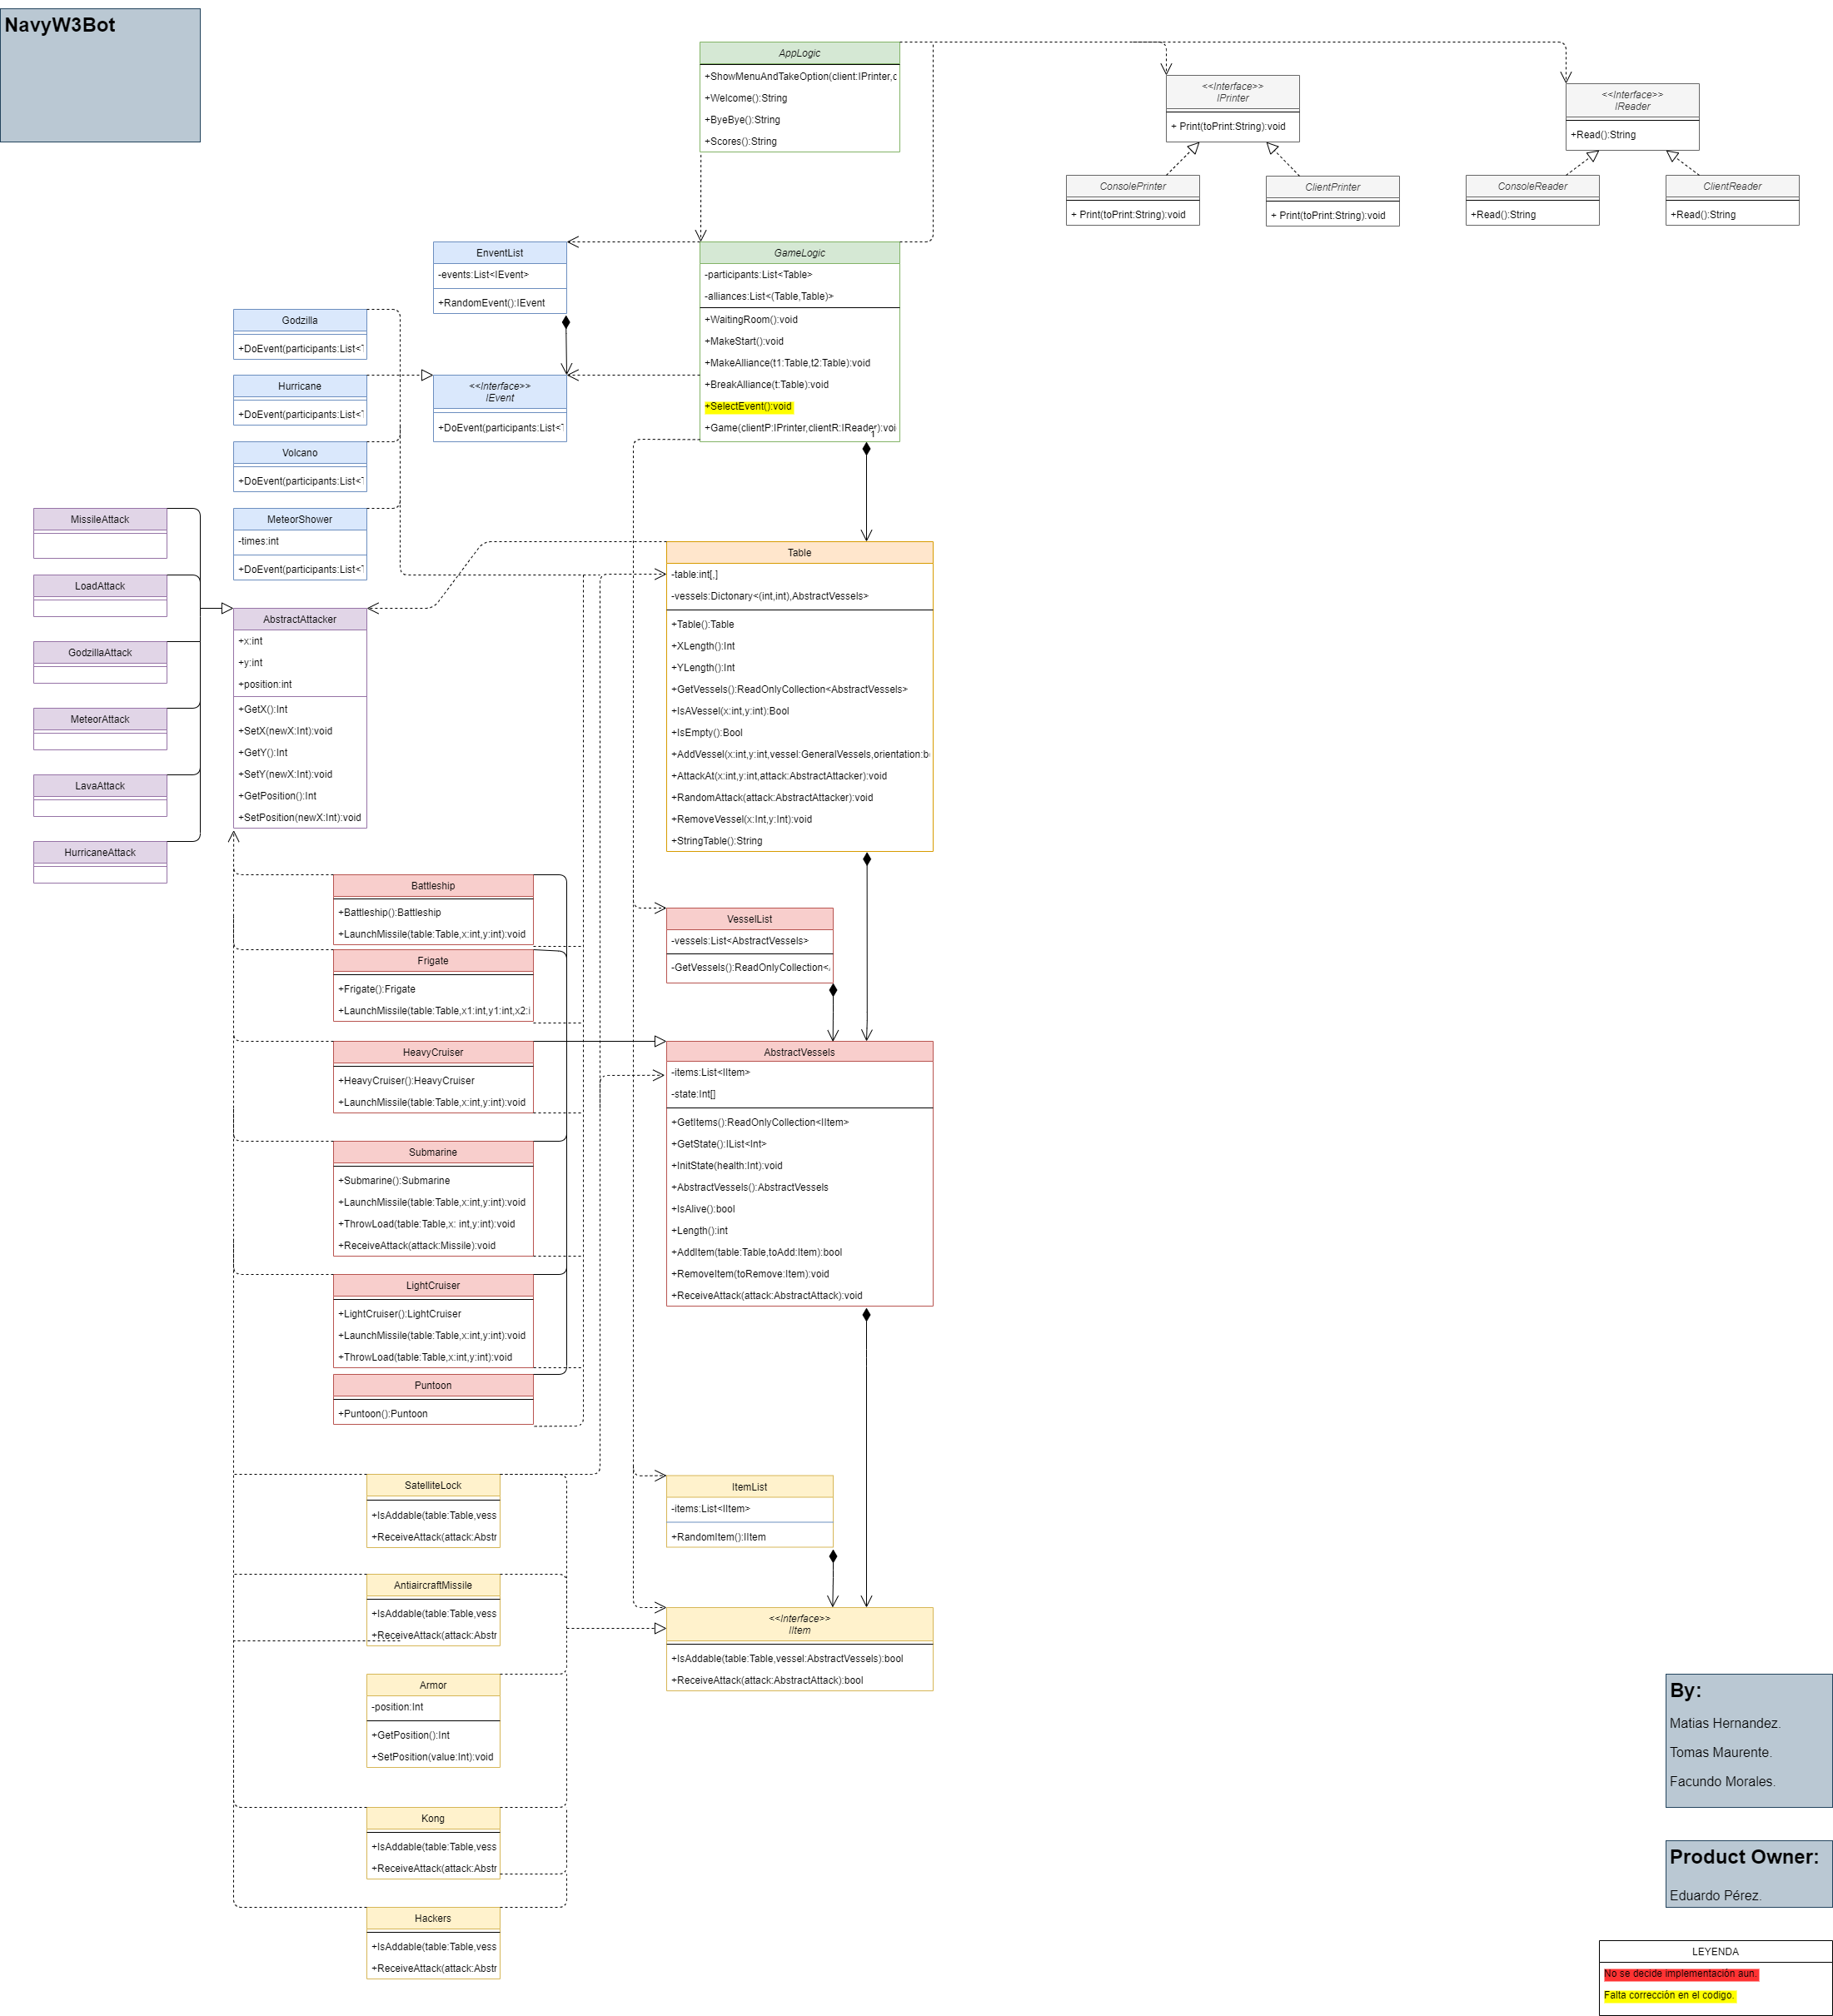 NavyW3Bot
AppLogic
+ShowMenuAndTakeOption(client:IPrinter,c
+Welcome():String
+ByeBye():String
+Scores():String
<<Interface>>
IPrinter
+ Print(toPrint:String):void
<<Interface>>
IReader
+Read():String
ConsolePrinter
+ Print(toPrint:String):void
ClientPrinter
+ Print(toPrint:String):void
ConsoleReader
+Read():String
ClientReader
+Read():String
EnventList
-events:List<IEvent>
+RandomEvent():IEvent
GameLogic
-participants:List<Table>
-alliances:List<(Table,Table)>
+WaitingRoom():void
+MakeStart():void
+MakeAlliance(t1:Table,t2:Table):void
+BreakAlliance(t:Table):void
+SelectEvent():void
+Game(clientP:IPrinter,clientR:IReader):voi
1
Godzilla
+DoEvent(participants:List<T
Hurricane
+DoEvent(participants:List<T
<<Interface>>
IEvent
+DoEvent(participants:List<T
Volcano
+DoEvent(participants:List<T
MeteorShower
-times:int
+DoEvent(participants:List<T
MissileAttack
LoadAttack
GodzillaAttack
MeteorAttack
LavaAttack
HurricaneAttack
AbstractAttacker
+x:int
+y:int
+position:int
+GetX():Int
+SetX(newX:Int):void
+GetY():Int
+SetY(newX:Int):void
+GetPosition():Int
+SetPosition(newX:Int):void
Table
-table:int[,]
-vessels:Dictonary<(int,int),AbstractVessels>
+Table():Table
+XLength():Int
+YLength():Int
+GetVessels():ReadOnlyCollection<AbstractVessels>
+IsAVessel(x:int,y:int):Bool
+IsEmpty():Bool
+AddVessel(x:int,y:int,vessel:GeneralVessels,orientation:b
+AttackAt(x:int,y:int,attack:AbstractAttacker):void
+RandomAttack(attack:AbstractAttacker):void
+RemoveVessel(x:Int,y:Int):void
+StringTable():String
Battleship
+Battleship():Battleship
+LaunchMissile(table:Table,x:int,y:int):void
Frigate
+Frigate():Frigate
+LaunchMissile(table:Table,x1:int,y1:int,x2:i
HeavyCruiser
+HeavyCruiser():HeavyCruiser
+LaunchMissile(table:Table,x:int,y:int):void
Submarine
+Submarine():Submarine
+LaunchMissile(table:Table,x:int,y:int):void
+ThrowLoad(table:Table,x: int,y:int):void
+ReceiveAttack(attack:Missile):void
LightCruiser
+LightCruiser():LightCruiser
+LaunchMissile(table:Table,x:int,y:int):void
+ThrowLoad(table:Table,x:int,y:int):void
Puntoon
+Puntoon():Puntoon
VesselList
-vessels:List<AbstractVessels>
-GetVessels():ReadOnlyCollection<
AbstractVessels
-items:List<IItem>
-state:Int[]
+GetItems():ReadOnlyCollection<IItem>
+GetState():IList<Int>
+InitState(health:Int):void
+AbstractVessels():AbstractVessels
+IsAlive():bool
+Length():int
+AddItem(table:Table,toAdd:Item):bool
+RemoveItem(toRemove:Item):void
+ReceiveAttack(attack:AbstractAttack):void
SatelliteLock
+IsAddable(table:Table,vess
+ReceiveAttack(attack:Abstr
AntiaircraftMissile
+IsAddable(table:Table,vess
+ReceiveAttack(attack:Abstr
Armor
-position:Int
+GetPosition():Int
+SetPosition(value:Int):void
Kong
+IsAddable(table:Table,vess
+ReceiveAttack(attack:Abstr
Hackers
+IsAddable(table:Table,vess
+ReceiveAttack(attack:Abstr
ItemList
-items:List<IItem>
+RandomItem():IItem
<<Interface>>
IItem
+IsAddable(table:Table,vessel:AbstractVessels):bool
+ReceiveAttack(attack:AbstractAttack):bool
By:
Matias Hernandez.
Tomas Maurente.
Facundo Morales.
Product Owner:
Eduardo Pérez.
LEYENDA
No se decide implementación aun.
Falta corrección en el codigo.